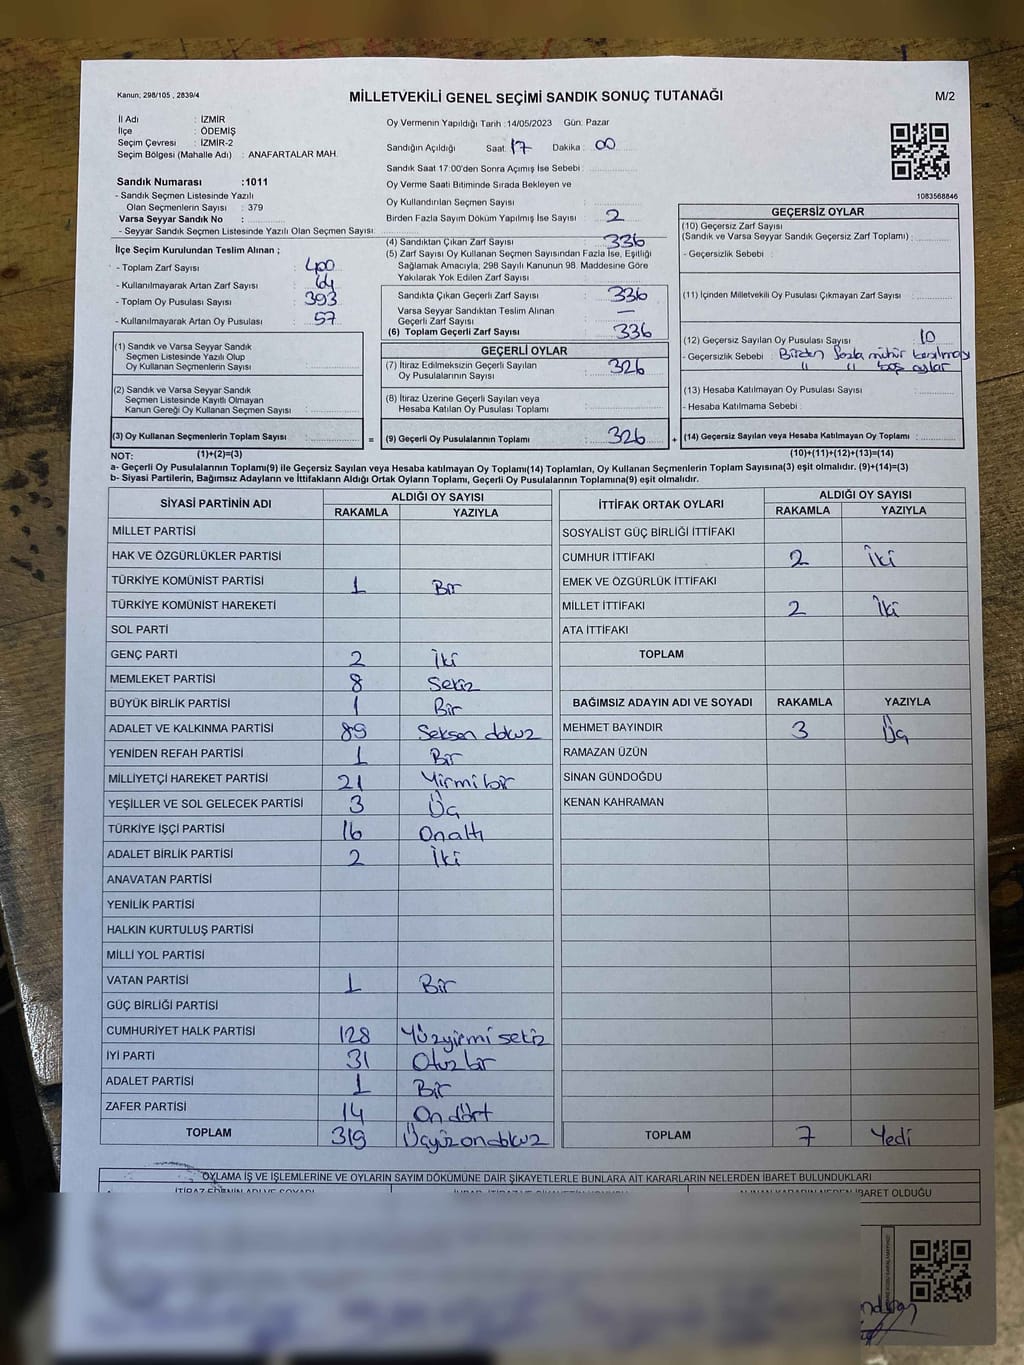 Kanun; 298/105 , 2839/4
MİLLETVEKİLİ GENEL SEÇİMİ SANDIK SONUÇ TUTANAĞI
M/2
İl Adı : İZMİR
İlçe : ÖDEMİŞ
Seçim Çevresi : İZMİR-2
Seçim Bölgesi (Mahalle Adı) : ANAFARTALAR MAH.
Sandık Numarası :1011
- Sandık Seçmen Listesinde Yazılı
Olan Seçmenlerin Sayısı : 379
Varsa Seyyar Sandık No :
- Seyyar Sandık Seçmen Listesinde Yazılı Olan Seçmen Sayısı:
Oy Vermenin Yapıldığı Tarih :14/05/2023 Gün: Pazar
Sandığın Açıldığı Saat: 17 Dakika : 00
Sandık Saat 17:00'den Sonra Açımış İse Sebebi :
Oy Verme Saati Bitiminde Sırada Bekleyen ve
Oy Kullandırılan Seçmen Sayısı :
Birden Fazla Sayım Döküm Yapılmış İse Sayısı : 2
1083568846
İlçe Seçim Kurulundan Teslim Alınan ;
- Toplam Zarf Sayısı : 400
- Kullanılmayarak Artan Zarf Sayısı : 64
- Toplam Oy Pusulası Sayısı : 393
- Kullanılmayarak Artan Oy Pusulası : 57
(4) Sandıktan Çıkan Zarf Sayısı : 336
(5) Zarf Sayısı Oy Kullanan Seçmen Sayısından Fazla İse, Eşitliği
Sağlamak Amacıyla, 298 Sayılı Kanunun 98. Maddesine Göre
Yakılarak Yok Edilen Zarf Sayısı :
Sandıkta Çıkan Geçerli Zarf Sayısı : 336
Varsa Seyyar Sandıktan Teslim Alınan
Geçerli Zarf Sayısı : —
(6) Toplam Geçerli Zarf Sayısı : 336
GEÇERSİZ OYLAR
(10) Geçersiz Zarf Sayısı
(Sandık ve Varsa Seyyar Sandık Geçersiz Zarf Toplamı) :
- Geçersizlik Sebebi :
(11) İçinden Milletvekili Oy Pusulası Çıkmayan Zarf Sayısı :
(12) Geçersiz Sayılan Oy Pusulası Sayısı : 10
- Geçersizlik Sebebi : Birden fazla mühür basılması
" " boş oylar
(13) Hesaba Katılmayan Oy Pusulası Sayısı :
- Hesaba Katılmama Sebebi :
(14) Geçersiz Sayılan veya Hesaba Katılmayan Oy Toplamı :
(1) Sandık ve Varsa Seyyar Sandık
Seçmen Listesinde Yazılı Olup
Oy Kullanan Seçmenlerin Sayısı :
(2) Sandık ve Varsa Seyyar Sandık
Seçmen Listesinde Kayıtlı Olmayan
Kanun Gereği Oy Kullanan Seçmen Sayısı :
(3) Oy Kullanan Seçmenlerin Toplam Sayısı :
=
GEÇERLİ OYLAR
(7) İtiraz Edilmeksizin Geçerli Sayılan
Oy Pusulalarının Sayısı : 326
(8) İtiraz Üzerine Geçerli Sayılan veya
Hesaba Katılan Oy Pusulası Toplamı :
(9) Geçerli Oy Pusulalarının Toplamı : 326
+
NOT: (1)+(2)=(3)
(10)+(11)+(12)+(13)=(14)
a- Geçerli Oy Pusulalarının Toplamı(9) ile Geçersiz Sayılan veya Hesaba katılmayan Oy Toplamı(14) Toplamları, Oy Kullanan Seçmenlerin Toplam Sayısına(3) eşit olmalıdır. (9)+(14)=(3)
b- Siyasi Partilerin, Bağımsız Adayların ve İttifakların Aldığı Ortak Oyların Toplamı, Geçerli Oy Pusulalarının Toplamına(9) eşit olmalıdır.
SİYASİ PARTİNİN ADI ALDIĞI OY SAYISI
RAKAMLA YAZIYLA
MİLLET PARTİSİ
HAK VE ÖZGÜRLÜKLER PARTİSİ
TÜRKİYE KOMÜNİST PARTİSİ 1 Bir
TÜRKİYE KOMÜNİST HAREKETİ
SOL PARTİ
GENÇ PARTİ 2 İki
MEMLEKET PARTİSİ 8 Sekiz
BÜYÜK BİRLİK PARTİSİ 1 Bir
ADALET VE KALKINMA PARTİSİ 89 Seksen dokuz
YENİDEN REFAH PARTİSİ 1 Bir
MİLLİYETÇİ HAREKET PARTİSİ 21 Yirmi bir
YEŞİLLER VE SOL GELECEK PARTİSİ 3 Üç
TÜRKİYE İŞÇİ PARTİSİ 16 Onaltı
ADALET BİRLİK PARTİSİ 2 İki
ANAVATAN PARTİSİ
YENİLİK PARTİSİ
HALKIN KURTULUŞ PARTİSİ
MİLLİ YOL PARTİSİ
VATAN PARTİSİ 1 Bir
GÜÇ BİRLİĞİ PARTİSİ
CUMHURİYET HALK PARTİSİ 128 Yüzyirmi sekiz
İYİ PARTİ 31 Otuz bir
ADALET PARTİSİ 1 Bir
ZAFER PARTİSİ 14 On dört
TOPLAM 319 Üçyüzondokuz
İTTİFAK ORTAK OYLARI ALDIĞI OY SAYISI
RAKAMLA YAZIYLA
SOSYALİST GÜÇ BİRLİĞİ İTTİFAKI
CUMHUR İTTİFAKI 2 İki
EMEK VE ÖZGÜRLÜK İTTİFAKI
MİLLET İTTİFAKI 2 İki
ATA İTTİFAKI
TOPLAM
BAĞIMSIZ ADAYIN ADI VE SOYADI RAKAMLA YAZIYLA
MEHMET BAYINDIR 3 Üç
RAMAZAN ÜZÜN
SİNAN GÜNDOĞDU
KENAN KAHRAMAN
TOPLAM 7 Yedi
OYLAMA İŞ VE İŞLEMLERİNE VE OYLARIN SAYIM DÖKÜMÜNE DAİR ŞİKAYETLERLE BUNLARA AİT KARARLARIN NELERDEN İBARET BULUNDUKLARI
İTİRAZ EDENİN ADI VE SOYADI
ALINAN KARARIN NEDEN İBARET OLDUĞU